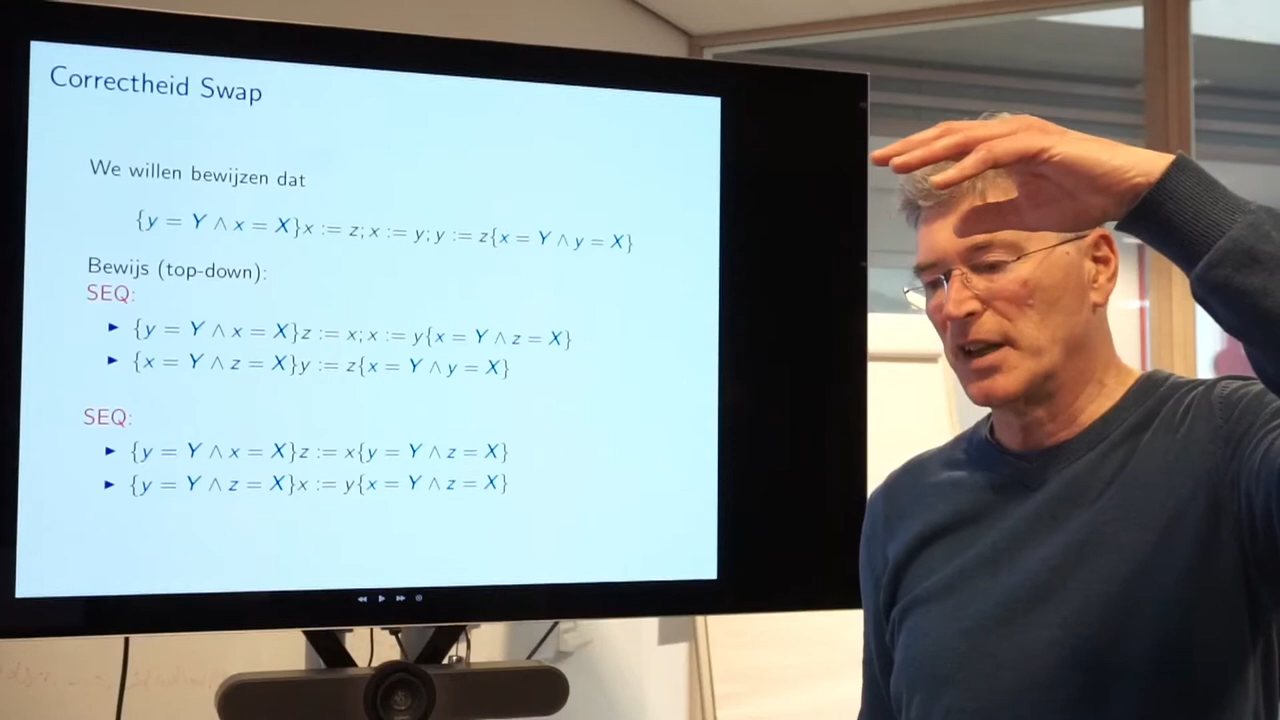 Correctheid Swap
We willen bewijzen dat
{y = Y ∧ x = X}x := z; x := y; y := z{x = Y ∧ y = X}
Bewijs (top-down):
SEQ:
▶ {y = Y ∧ x = X}z := x; x := y{x = Y ∧ z = X}
▶ {x = Y ∧ z = X}y := z{x = Y ∧ y = X}
SEQ:
▶ {y = Y ∧ x = X}z := x{y = Y ∧ z = X}
▶ {y = Y ∧ z = X}x := y{x = Y ∧ z = X}